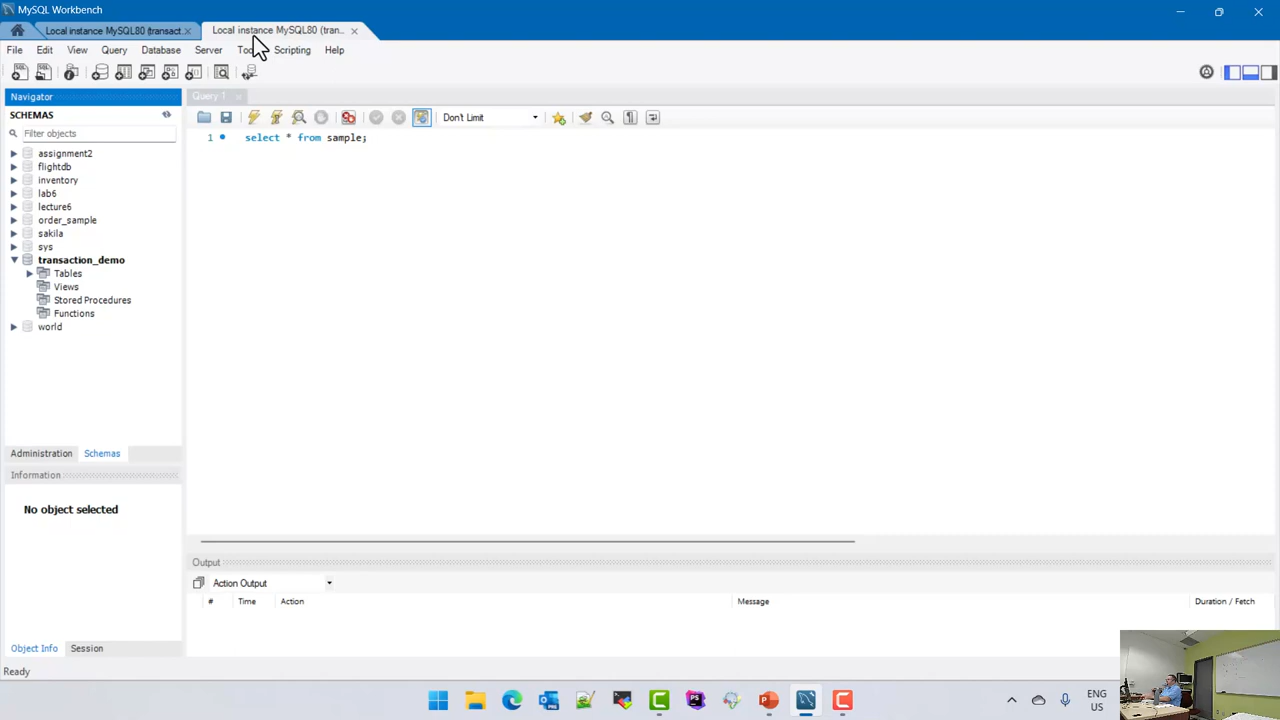 MySQL Workbench
Local instance MySQL80 (transact.
Local instance MySQL80 (tran..
File Edit View Query Database Server Too Scripting Help
Navigator
SCHEMAS
Filter objects
assignment2
flightdb
inventory
lab6
lecture6
order_sample
sakila
sys
transaction_demo
Tables
Views
Stored Procedures
Functions
world
Administration Schemas
Information
No object selected
Object Info Session
Ready
Query 1
Don't Limit
1 select * from sample;
Output
Action Output
# Time Action Message Duration / Fetch
ENG
US